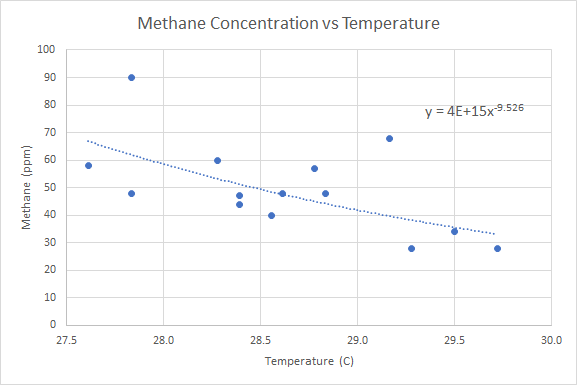 Methane Concentration vs Temperature
100
90
80
70
60
50
40
30
20
10
0
Methane (ppm)
y = 4E+15x^-9.526
27.5 28.0 28.5 29.0 29.5 30.0
Temperature (C)